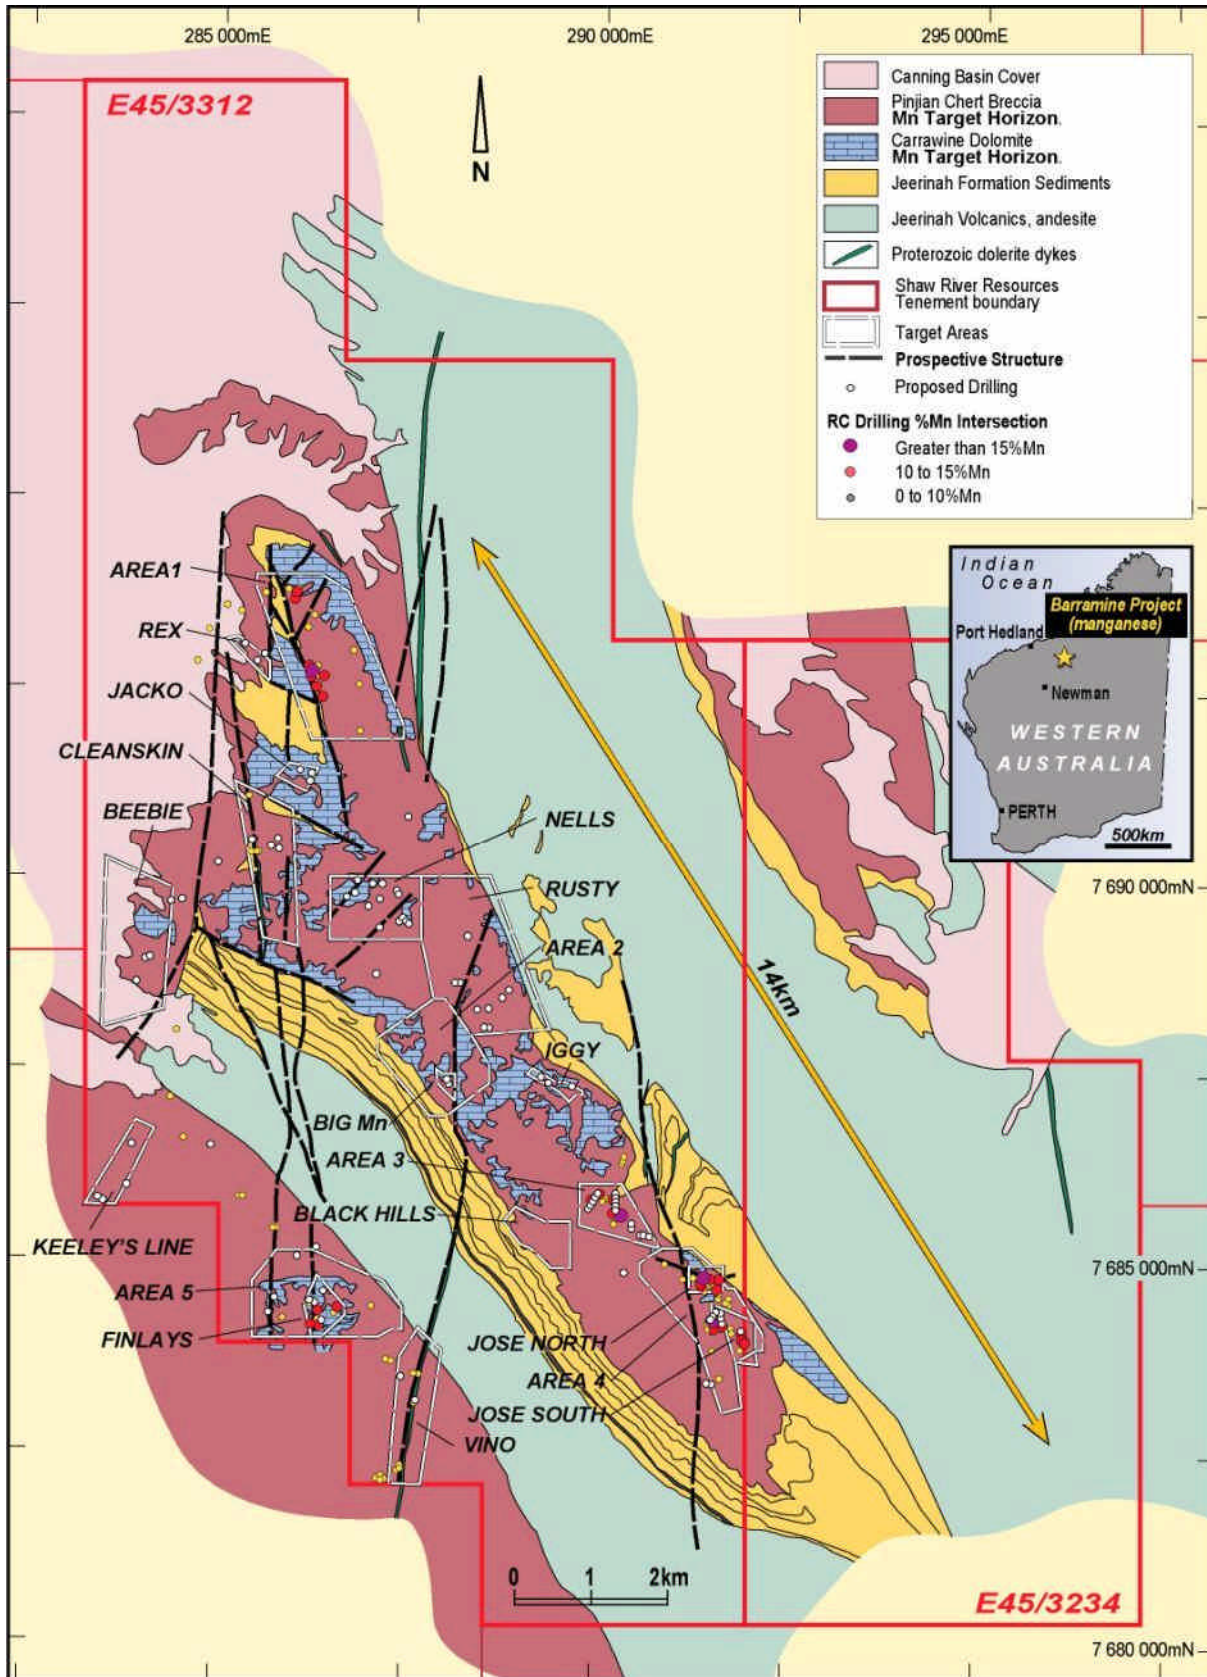 285 000mE
290 000mE
295 000mE
E45/3312
N
Canning Basin Cover
Pinjian Chert Breccia
Mn Target Horizon.
Carrawine Dolomite
Mn Target Horizon.
Jeerinah Formation Sediments
Jeerinah Volcanics, andesite
Proterozoic dolerite dykes
Shaw River Resources
Tenement boundary
Target Areas
Prospective Structure
Proposed Drilling
RC Drilling %Mn Intersection
Greater than 15%Mn
10 to 15%Mn
0 to 10%Mn
Indian
Ocean
Barramine Project
(manganese)
Port Hedland
Newman
WESTERN
AUSTRALIA
PERTH
500km
AREA1
REX
JACKO
CLEANSKIN
BEEBIE
NELLS
RUSTY
AREA 2
7 690 000mN
14km
IGGY
BIG Mn
AREA 3
BLACK HILLS
KEELEY'S LINE
AREA 5
FINLAYS
7 685 000mN
JOSE NORTH
AREA 4
JOSE SOUTH
VINO
0 1 2km
E45/3234
7 680 000mN